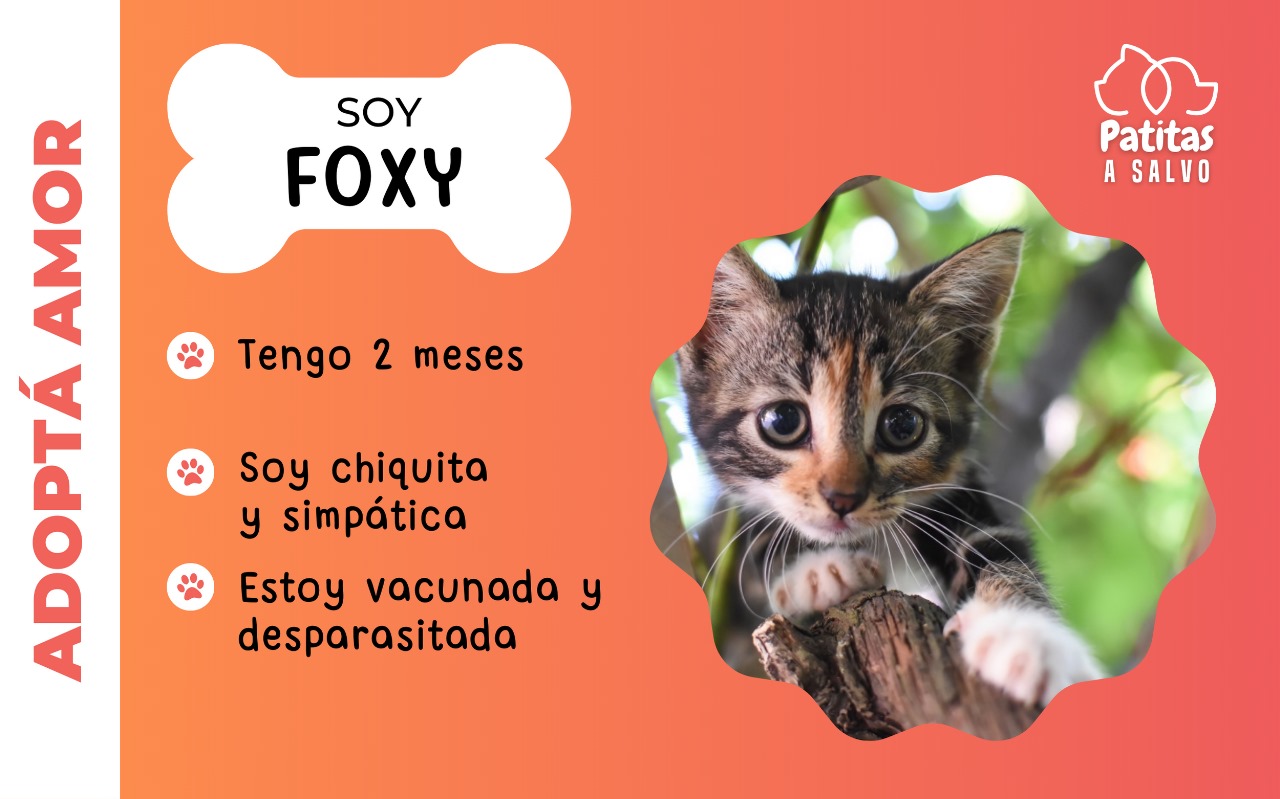 ADOPTÁ AMOR
SOY
FOXY
Tengo 2 meses
Soy chiquita
y simpática
Estoy vacunada y
desparasitada
Patitas
A SALVO